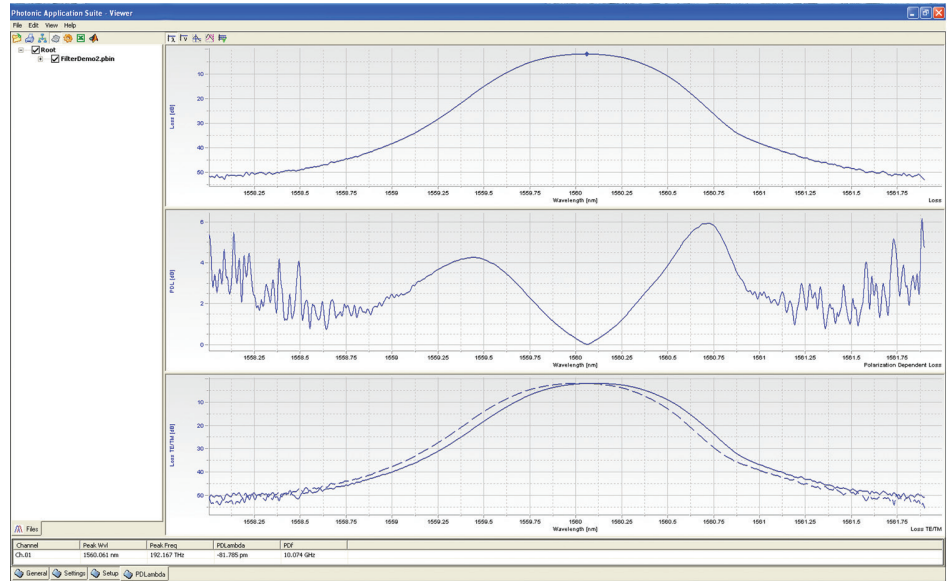 Photonic Application Suite - Viewer
File Edit View Help
Root
FilterDemo2.pbin
Loss [dB]
10
20
30
40
50
1558.25 1558.5 1558.75 1559 1559.25 1559.5 1559.75 1560 1560.25 1560.5 1560.75 1561 1561.25 1561.5 1561.75
Wavelength [nm]
Loss
PDL [dB]
6
4
2
0
1558.25 1558.5 1558.75 1559 1559.25 1559.5 1559.75 1560 1560.25 1560.5 1560.75 1561 1561.25 1561.5 1561.75
Wavelength [nm]
Polarization Dependent Loss
Loss TE/TM [dB]
10
20
30
40
50
1558.25 1558.5 1558.75 1559 1559.25 1559.5 1559.75 1560 1560.25 1560.5 1560.75 1561 1561.25 1561.5 1561.75
Wavelength [nm]
Loss TE/TM
Files
Channel Peak Wvl Peak Freq PDLambda PDF
Ch.01 1560.061 nm 192.167 THz -81.785 pm 10.074 GHz
General Settings Setup PDLambda